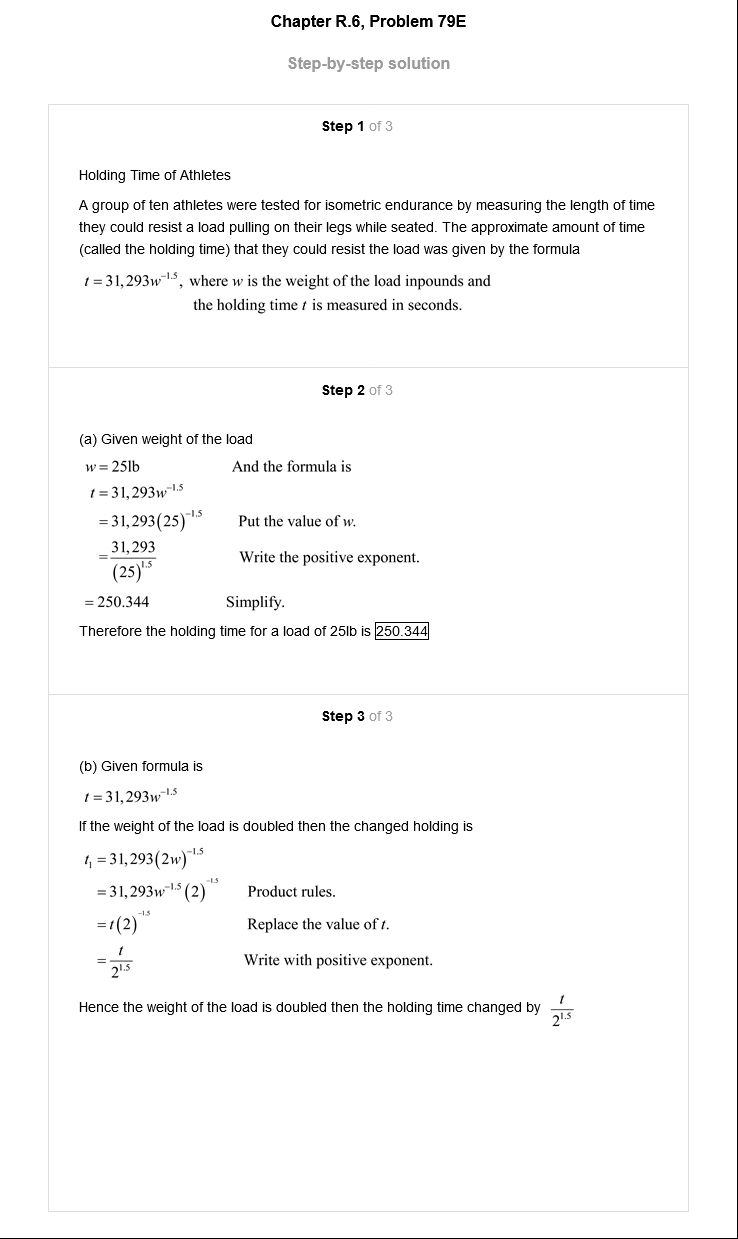 Chapter R.6, Problem 79E
Step-by-step solution
Step 1 of 3
Holding Time of Athletes
A group of ten athletes were tested for isometric endurance by measuring the length of time
they could resist a load pulling on their legs while seated. The approximate amount of time
(called the holding time) that they could resist the load was given by the formula
t = 31,293w^−1.5, where w is the weight of the load inpounds and
the holding time t is measured in seconds.
Step 2 of 3
(a) Given weight of the load
w = 25lb And the formula is
t = 31,293w^−1.5
= 31,293(25)^−1.5 Put the value of w.
= 31,293/(25)^1.5 Write the positive exponent.
= 250.344 Simplify.
Therefore the holding time for a load of 25lb is 250.344
Step 3 of 3
(b) Given formula is
t = 31,293w^−1.5
If the weight of the load is doubled then the changed holding is
t₁ = 31,293(2w)^−1.5
= 31,293w^−1.5(2)^−1.5 Product rules.
= t(2)^−1.5 Replace the value of t.
= t/2^1.5 Write with positive exponent.
Hence the weight of the load is doubled then the holding time changed by t/2^1.5